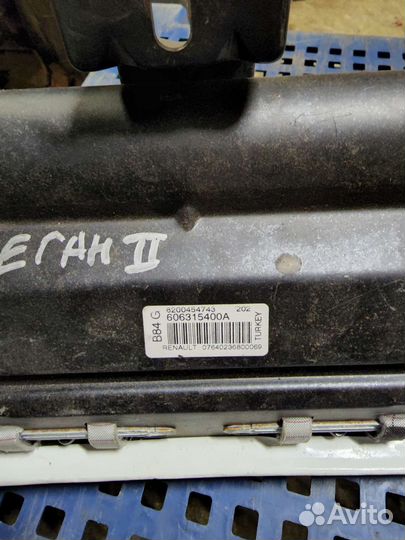 ЕГАН II
B84 G
8200454743 202
606315400A
RENAULT 07640236800069
TURKEY
Avito